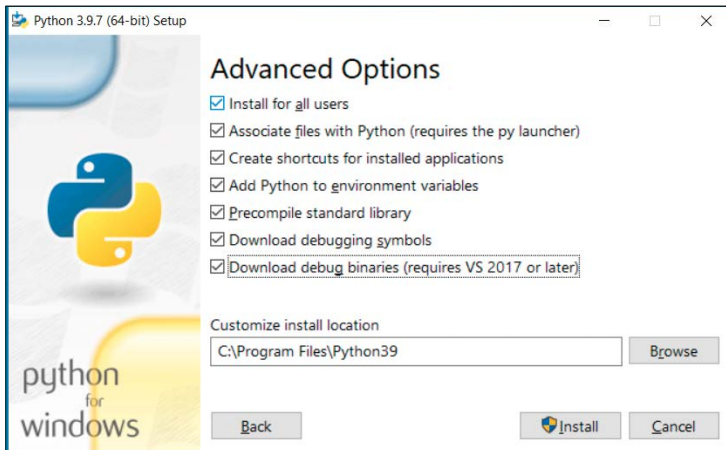 Python 3.9.7 (64-bit) Setup
Advanced Options
Install for all users
Associate files with Python (requires the py launcher)
Create shortcuts for installed applications
Add Python to environment variables
Precompile standard library
Download debugging symbols
Download debug binaries (requires VS 2017 or later)
Customize install location
C:\Program Files\Python39
Browse
python
for
windows
Back
Install
Cancel